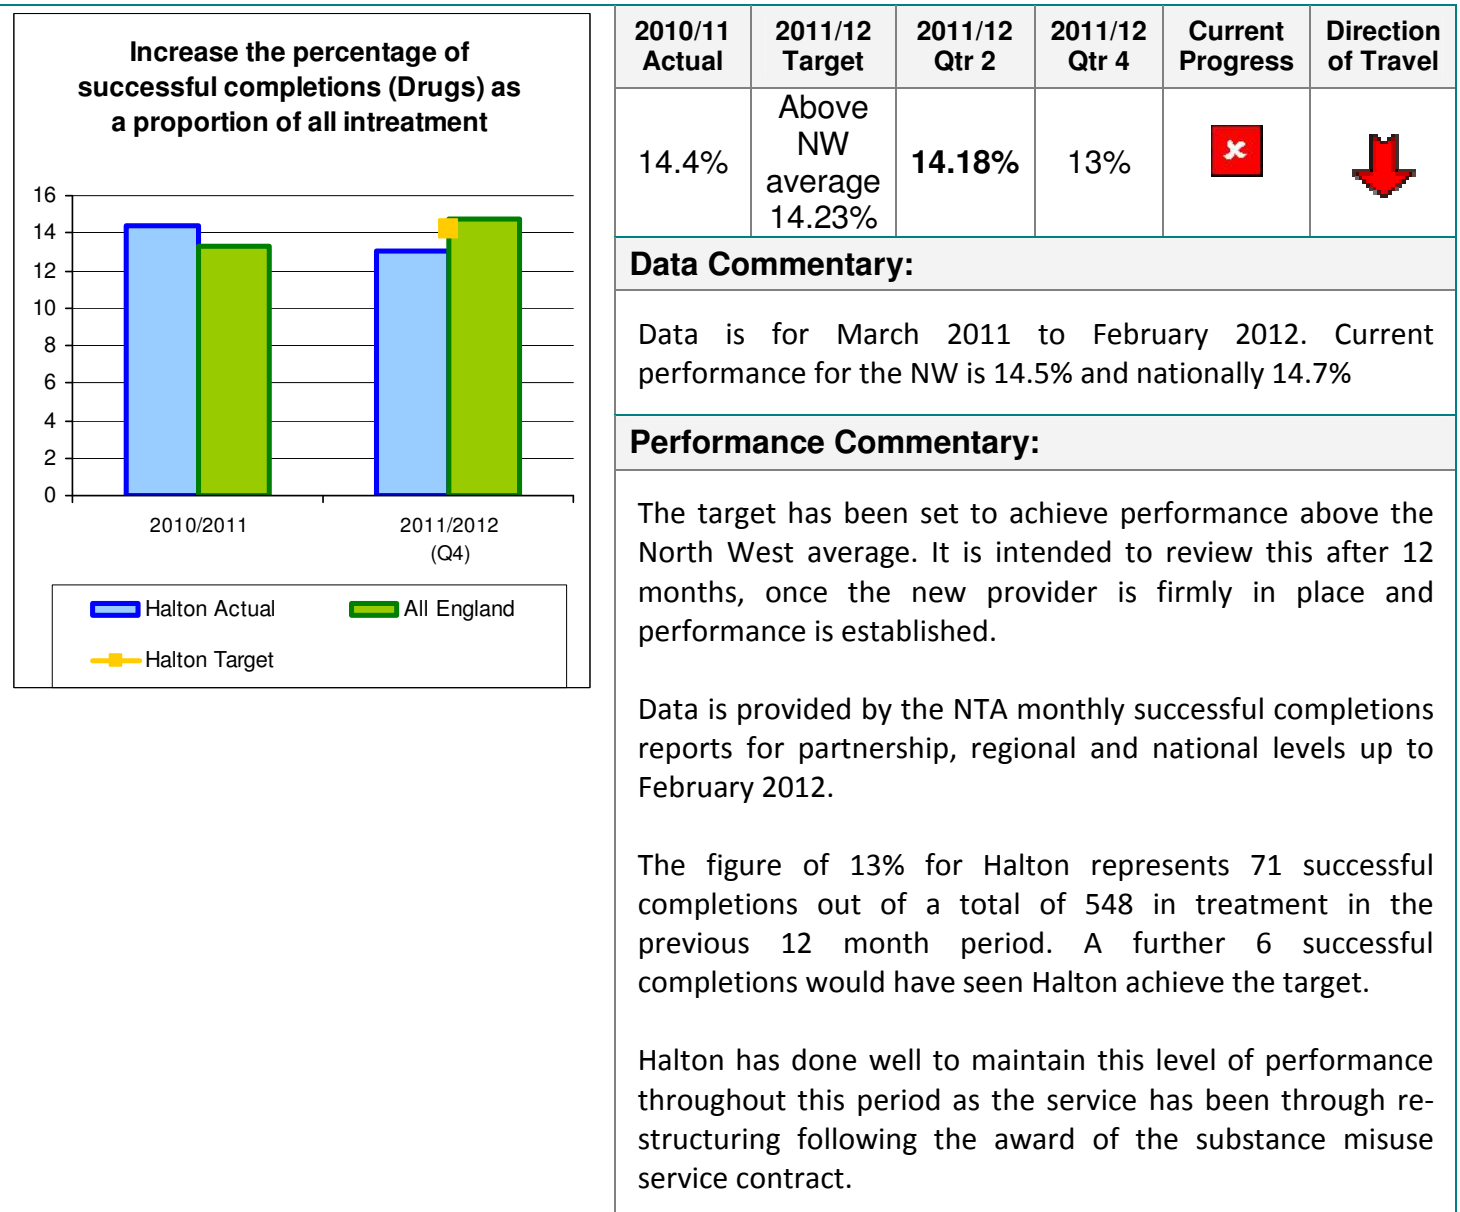 Increase the percentage of
successful completions (Drugs) as
a proportion of all intreatment
16
14
12
10
8
6
4
2
0
2010/2011
2011/2012
(Q4)
Halton Actual
All England
Halton Target
2010/11 Actual
2011/12 Target
2011/12 Qtr 2
2011/12 Qtr 4
Current Progress
Direction of Travel
14.4%
Above
NW
average
14.23%
14.18%
13%
Data Commentary:
Data is for March 2011 to February 2012. Current
performance for the NW is 14.5% and nationally 14.7%
Performance Commentary:
The target has been set to achieve performance above the
North West average. It is intended to review this after 12
months, once the new provider is firmly in place and
performance is established.
Data is provided by the NTA monthly successful completions
reports for partnership, regional and national levels up to
February 2012.
The figure of 13% for Halton represents 71 successful
completions out of a total of 548 in treatment in the
previous 12 month period. A further 6 successful
completions would have seen Halton achieve the target.
Halton has done well to maintain this level of performance
throughout this period as the service has been through re-
structuring following the award of the substance misuse
service contract.